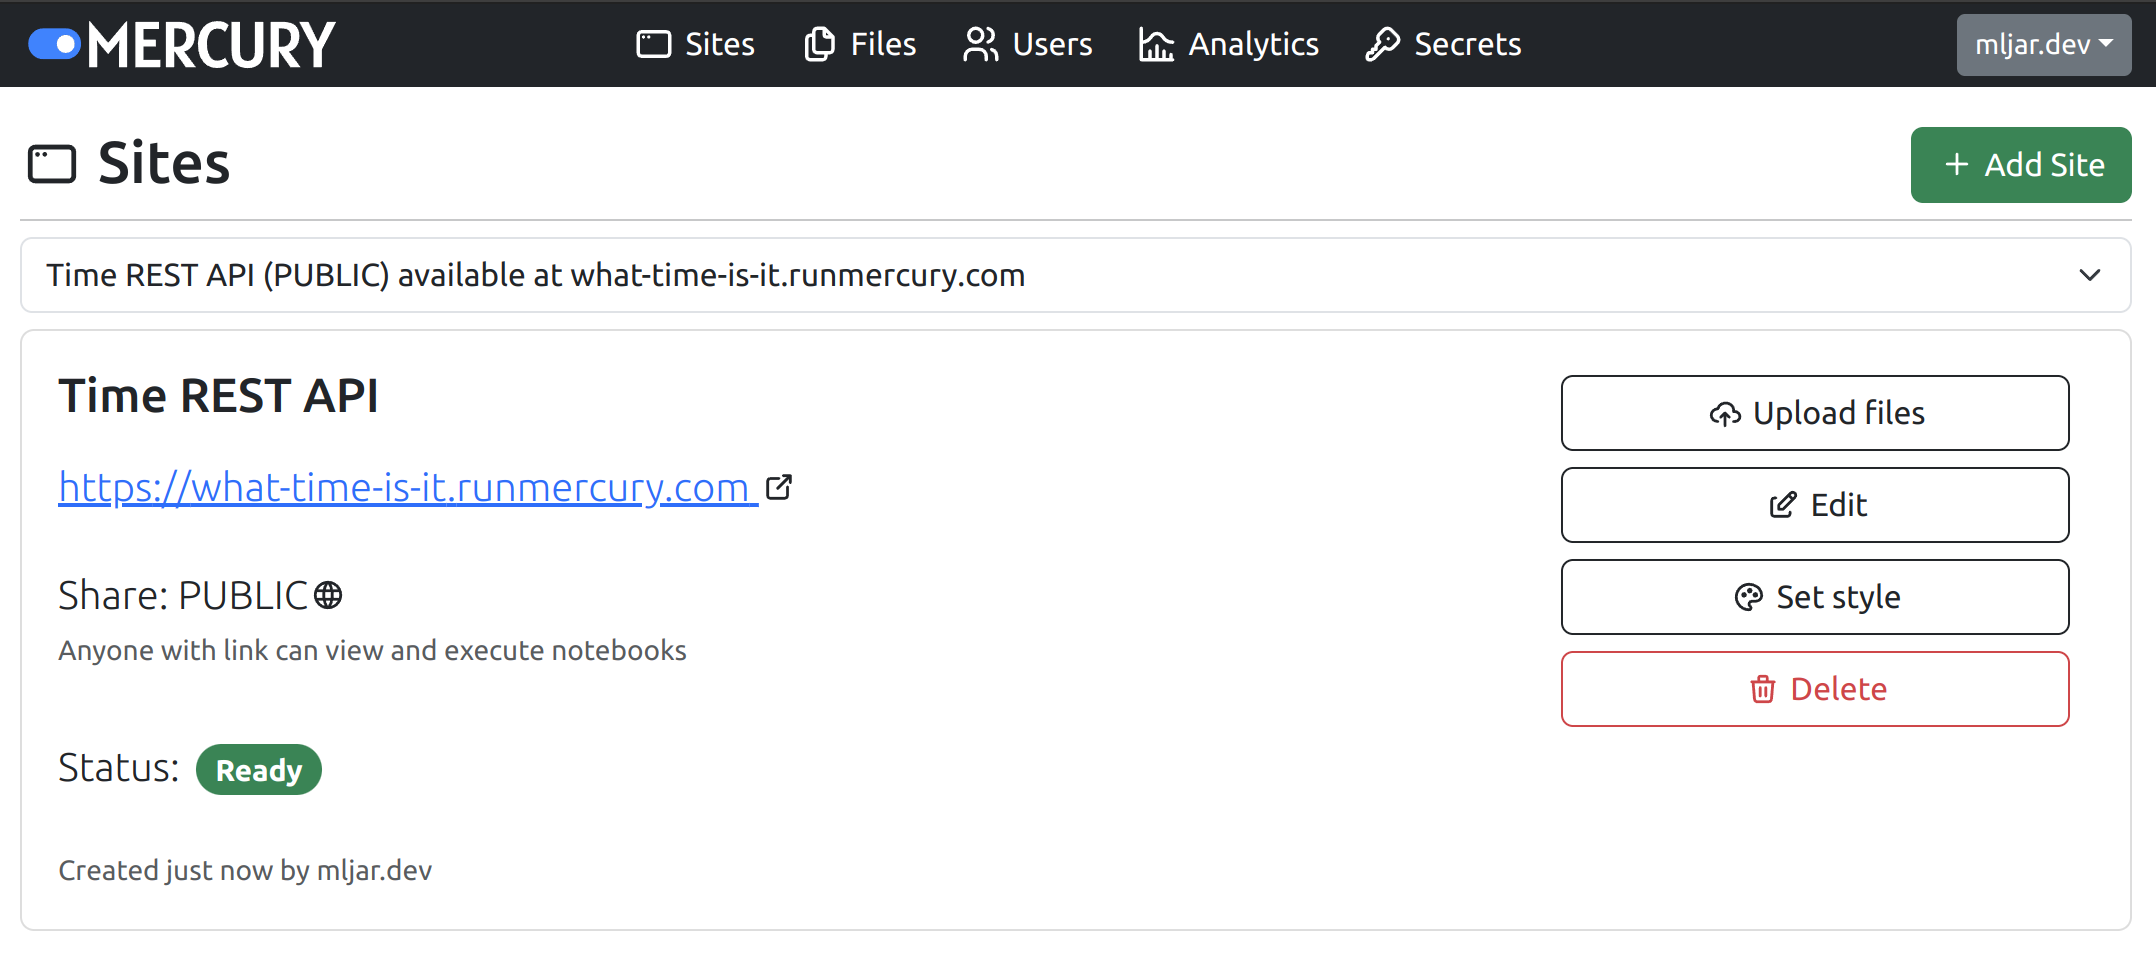 MERCURY Sites Files Users Analytics Secrets mljar.dev
Sites
+ Add Site
Time REST API (PUBLIC) available at what-time-is-it.runmercury.com
Time REST API
https://what-time-is-it.runmercury.com
Share: PUBLIC
Anyone with link can view and execute notebooks
Status: Ready
Created just now by mljar.dev
Upload files
Edit
Set style
Delete